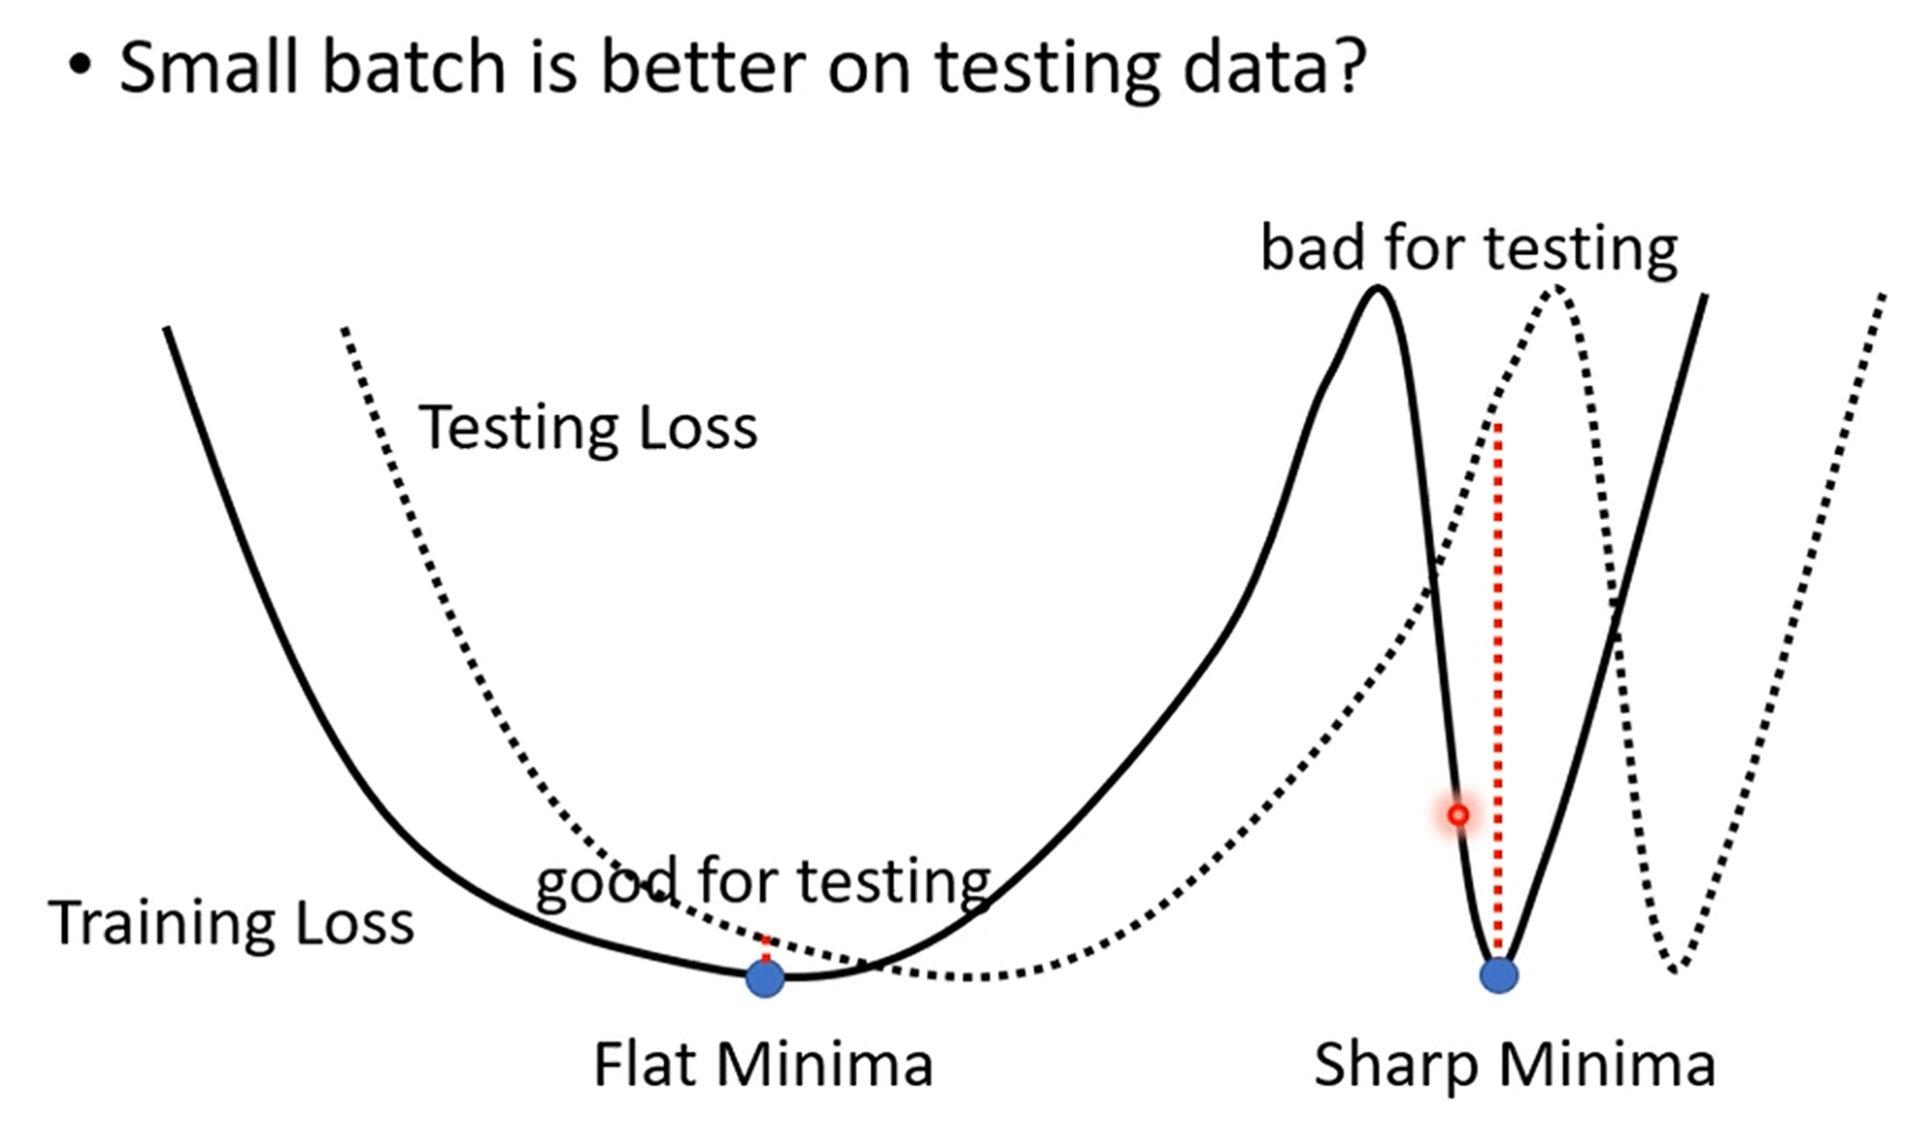 • Small batch is better on testing data?
bad for testing
Testing Loss
good for testing
Training Loss
Flat Minima
Sharp Minima